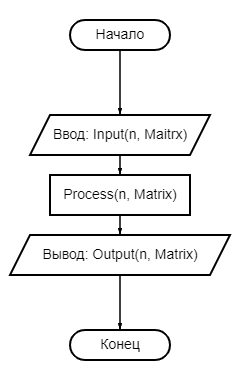 Начало
Ввод: Input(n, Maitrx)
Process(n, Matrix)
Вывод: Output(n, Matrix)
Конец